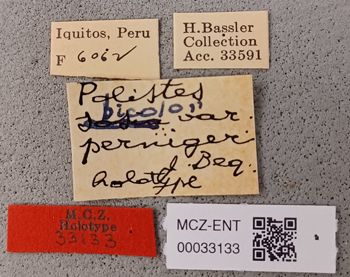 Iquitos, Peru
F 6062
H. Bassler
Collection
Acc. 33591
Polistes
bicolor
var.
perniger
J. Beq.
holotype
M.C.Z.
Holotype
33133
MCZ-ENT
00033133